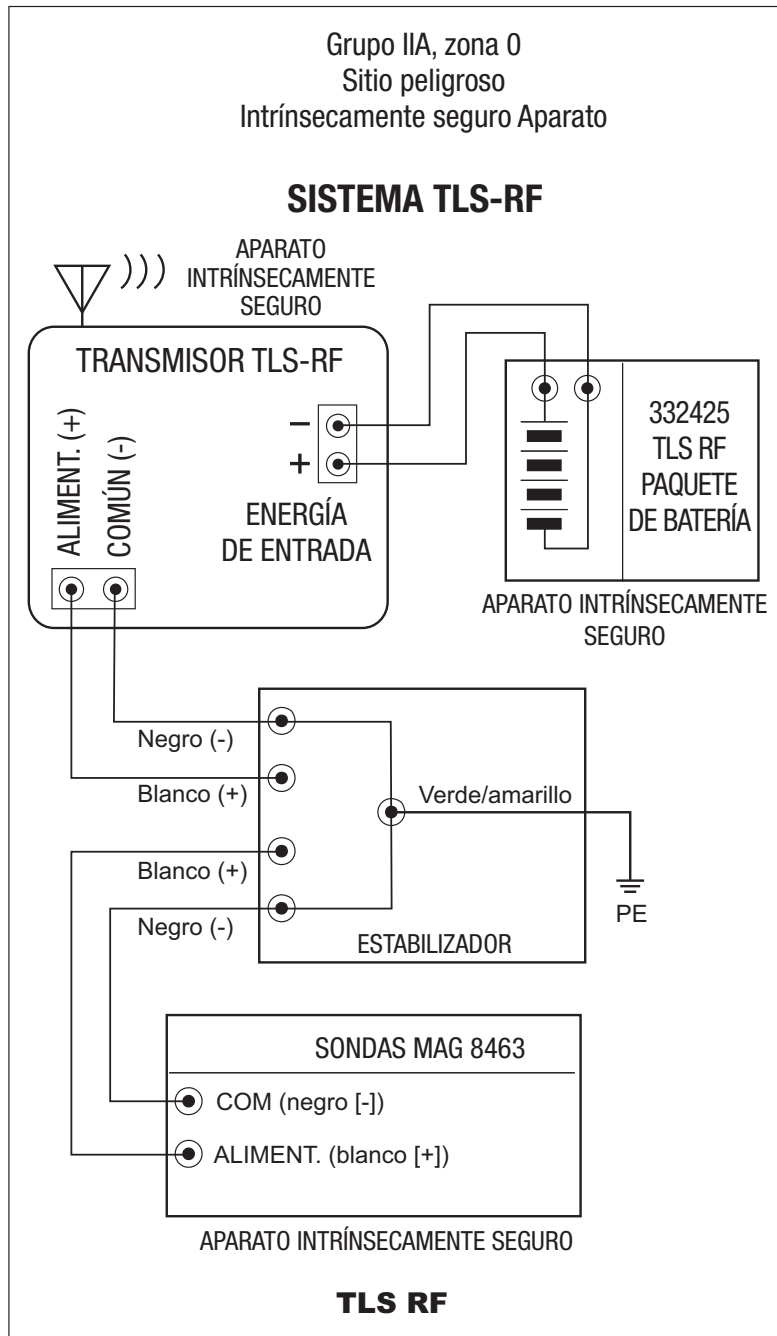 Grupo IIA, zona 0
Sitio peligroso
Intrínsecamente seguro Aparato
SISTEMA TLS-RF
APARATO
INTRÍNSECAMENTE
SEGURO
TRANSMISOR TLS-RF
ALIMENT. (+)
COMÚN (-)
−
+
ENERGÍA
DE ENTRADA
332425
TLS RF
PAQUETE
DE BATERÍA
APARATO INTRÍNSECAMENTE
SEGURO
Negro (-)
Blanco (+)
Verde/amarillo
Blanco (+)
Negro (-)
PE
ESTABILIZADOR
SONDAS MAG 8463
COM (negro [-])
ALIMENT. (blanco [+])
APARATO INTRÍNSECAMENTE SEGURO
TLS RF